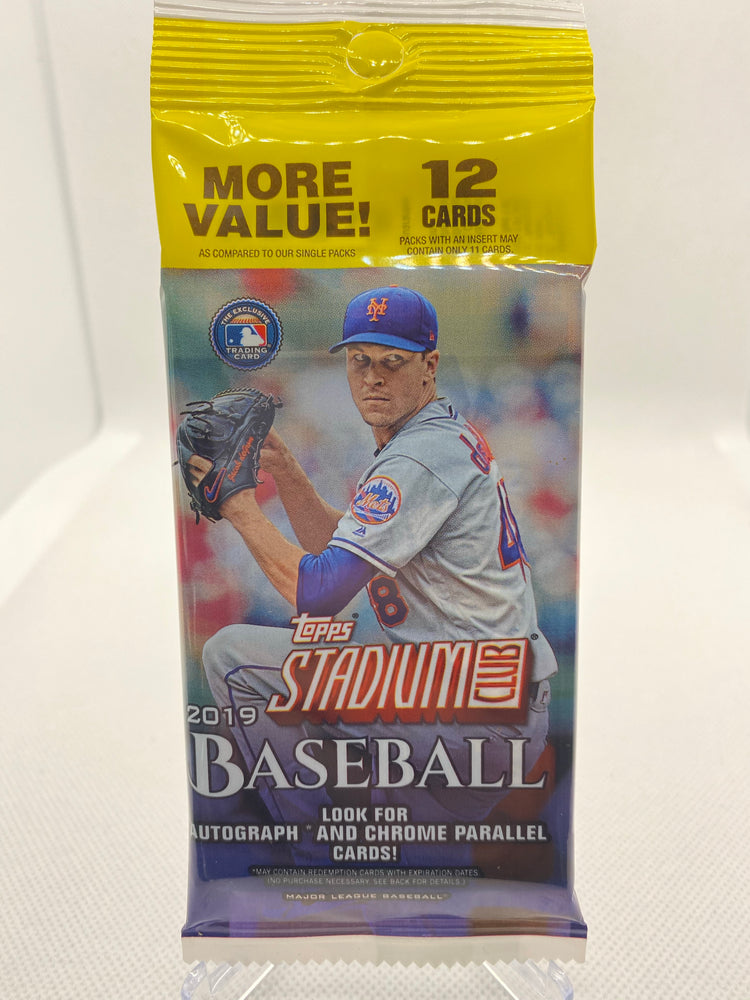 MORE
VALUE!
AS COMPARED TO OUR SINGLE PACKS
12
CARDS
PACKS WITH AN INSERT MAY
CONTAIN ONLY 11 CARDS.
THE EXCLUSIVE
TRADING
CARD
NY
Mets
8
4
topps®
STADIUM CLUB®
2019
BASEBALL
LOOK FOR
AUTOGRAPH* AND CHROME PARALLEL
CARDS!
*MAY CONTAIN REDEMPTION CARDS WITH EXPIRATION DATES
(NO PURCHASE NECESSARY. SEE BACK FOR DETAILS.)
MAJOR LEAGUE BASEBALL®